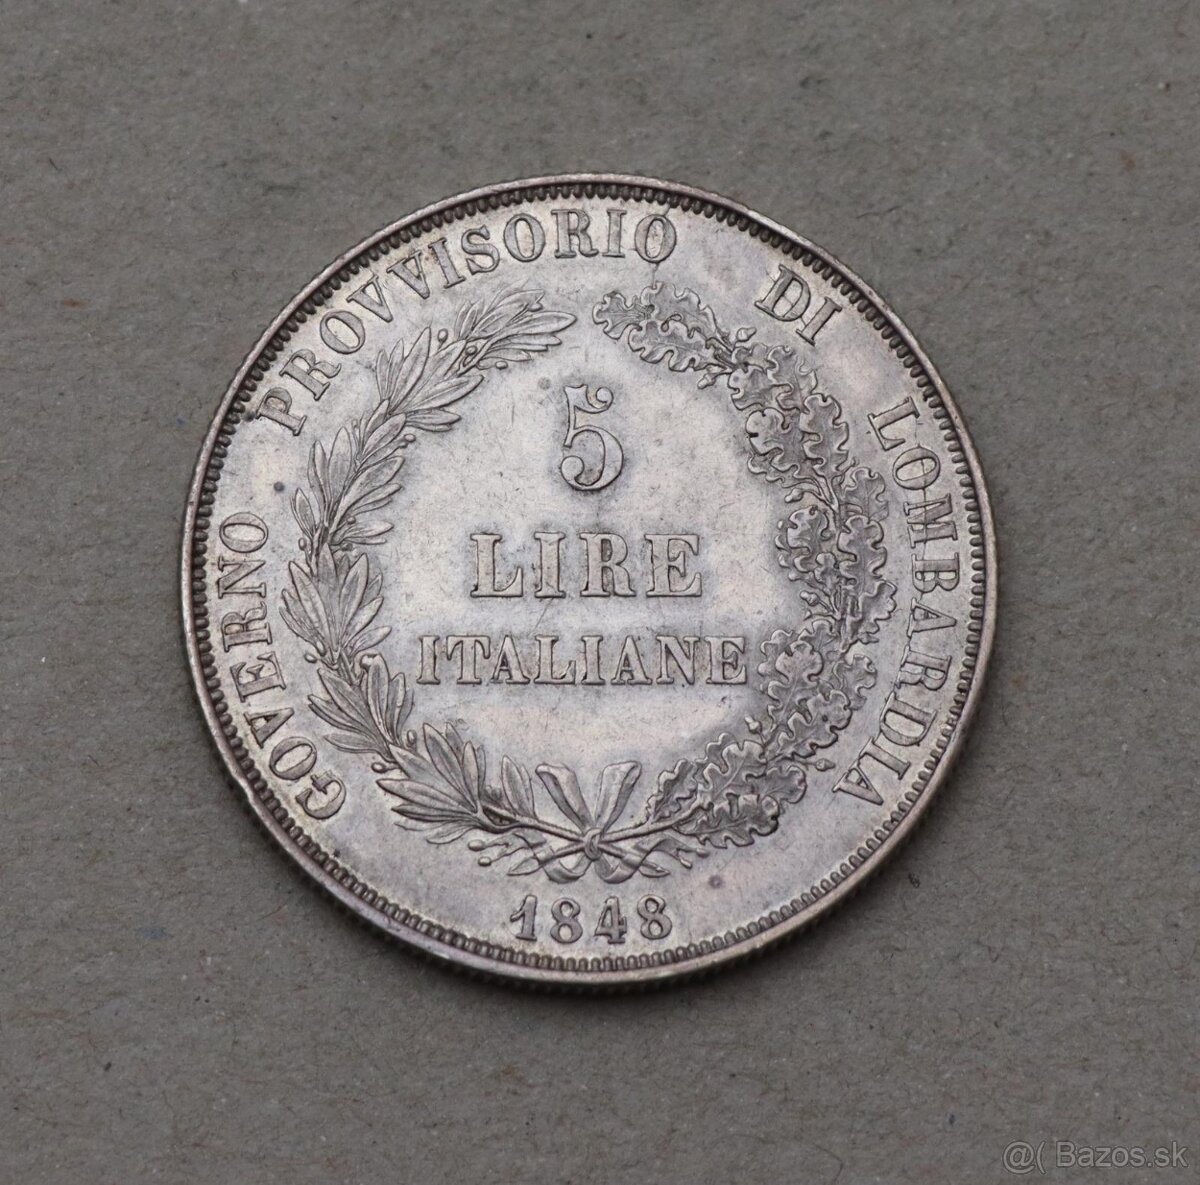 GOVERNO PROVVISORIO DI LOMBARDIA
5
LIRE
ITALIANE
1848
@( Bazos.sk